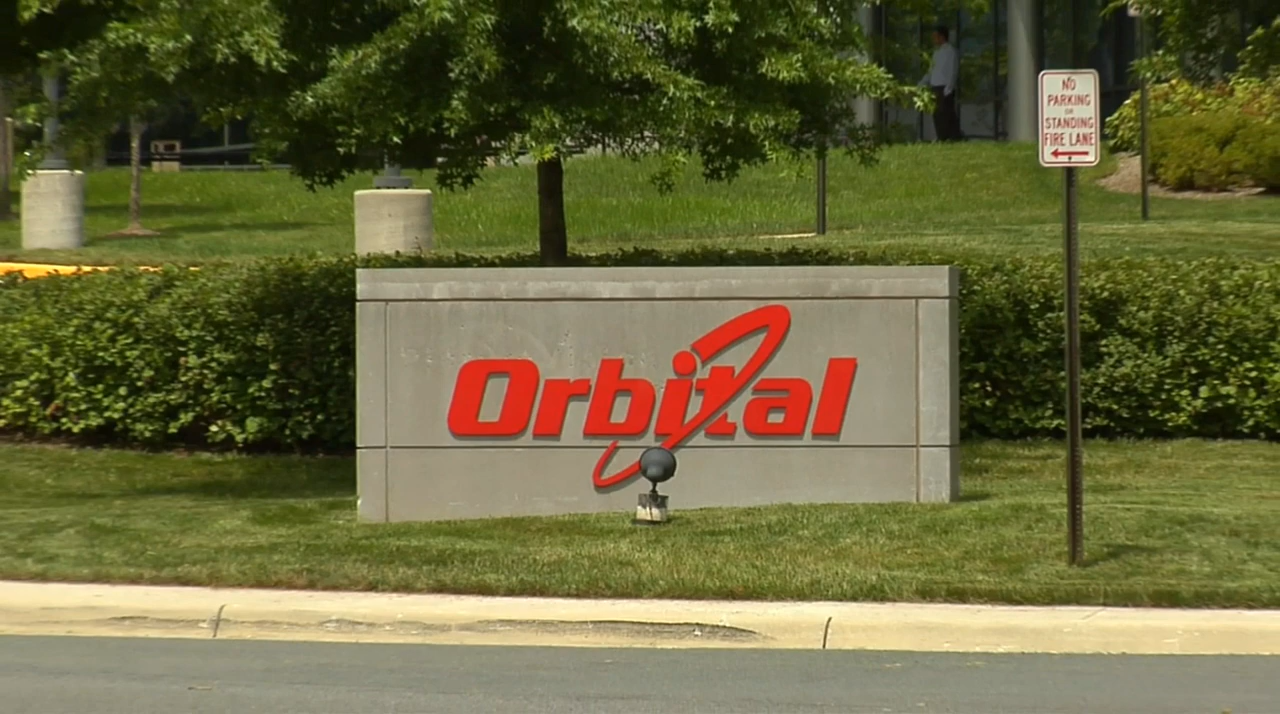 Orbital
NO
PARKING
OR
STANDING
FIRE LANE